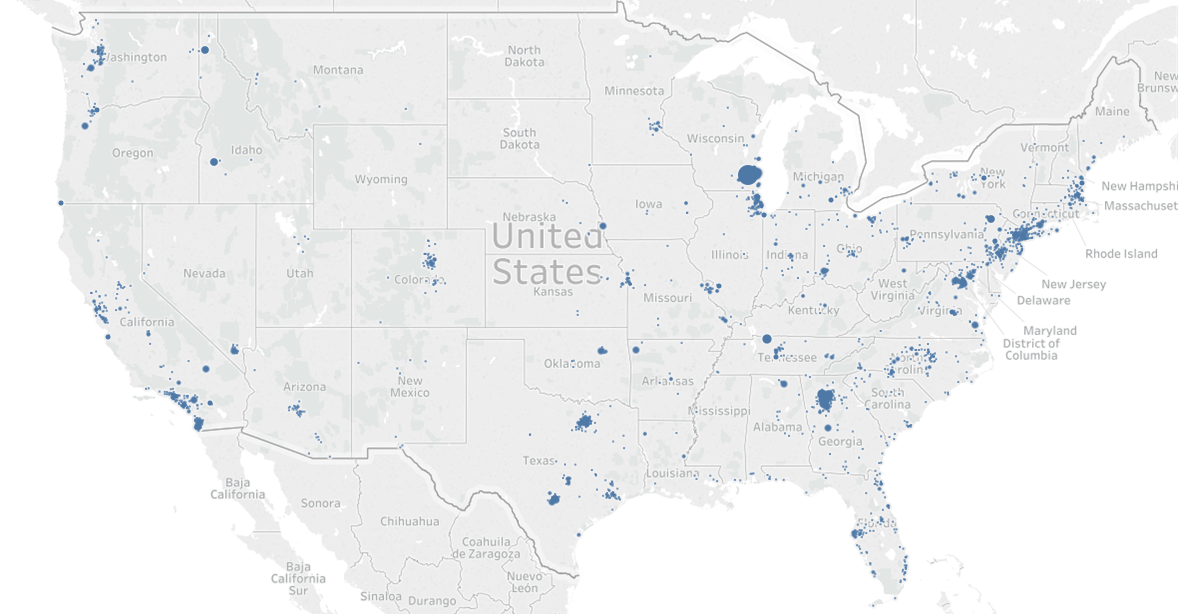 Washington
Montana
North
Dakota
Minnesota
Maine
New
Brunsw
Oregon
Idaho
South
Dakota
Wisconsin
Michigan
Vermont
New
York
New Hampshi
Massachuset
Connecticut
Wyoming
Nebraska
Iowa
Pennsylvania
Rhode Island
United
States
Nevada
Utah
Colorado
Kansas
Missouri
Illinois
Indiana
Ohio
West
Virginia
Virginia
New Jersey
Delaware
Maryland
District of
Columbia
California
Kentucky
Arizona
New
Mexico
Oklahoma
Arkansas
Tennessee
North
Carolina
South
Carolina
Mississippi
Alabama
Georgia
Texas
Louisiana
Florida
Baja
California
Sonora
Chihuahua
Coahuila
de Zaragoza
Baja
California
Sur
Sinaloa
Durango
Nuevo
León